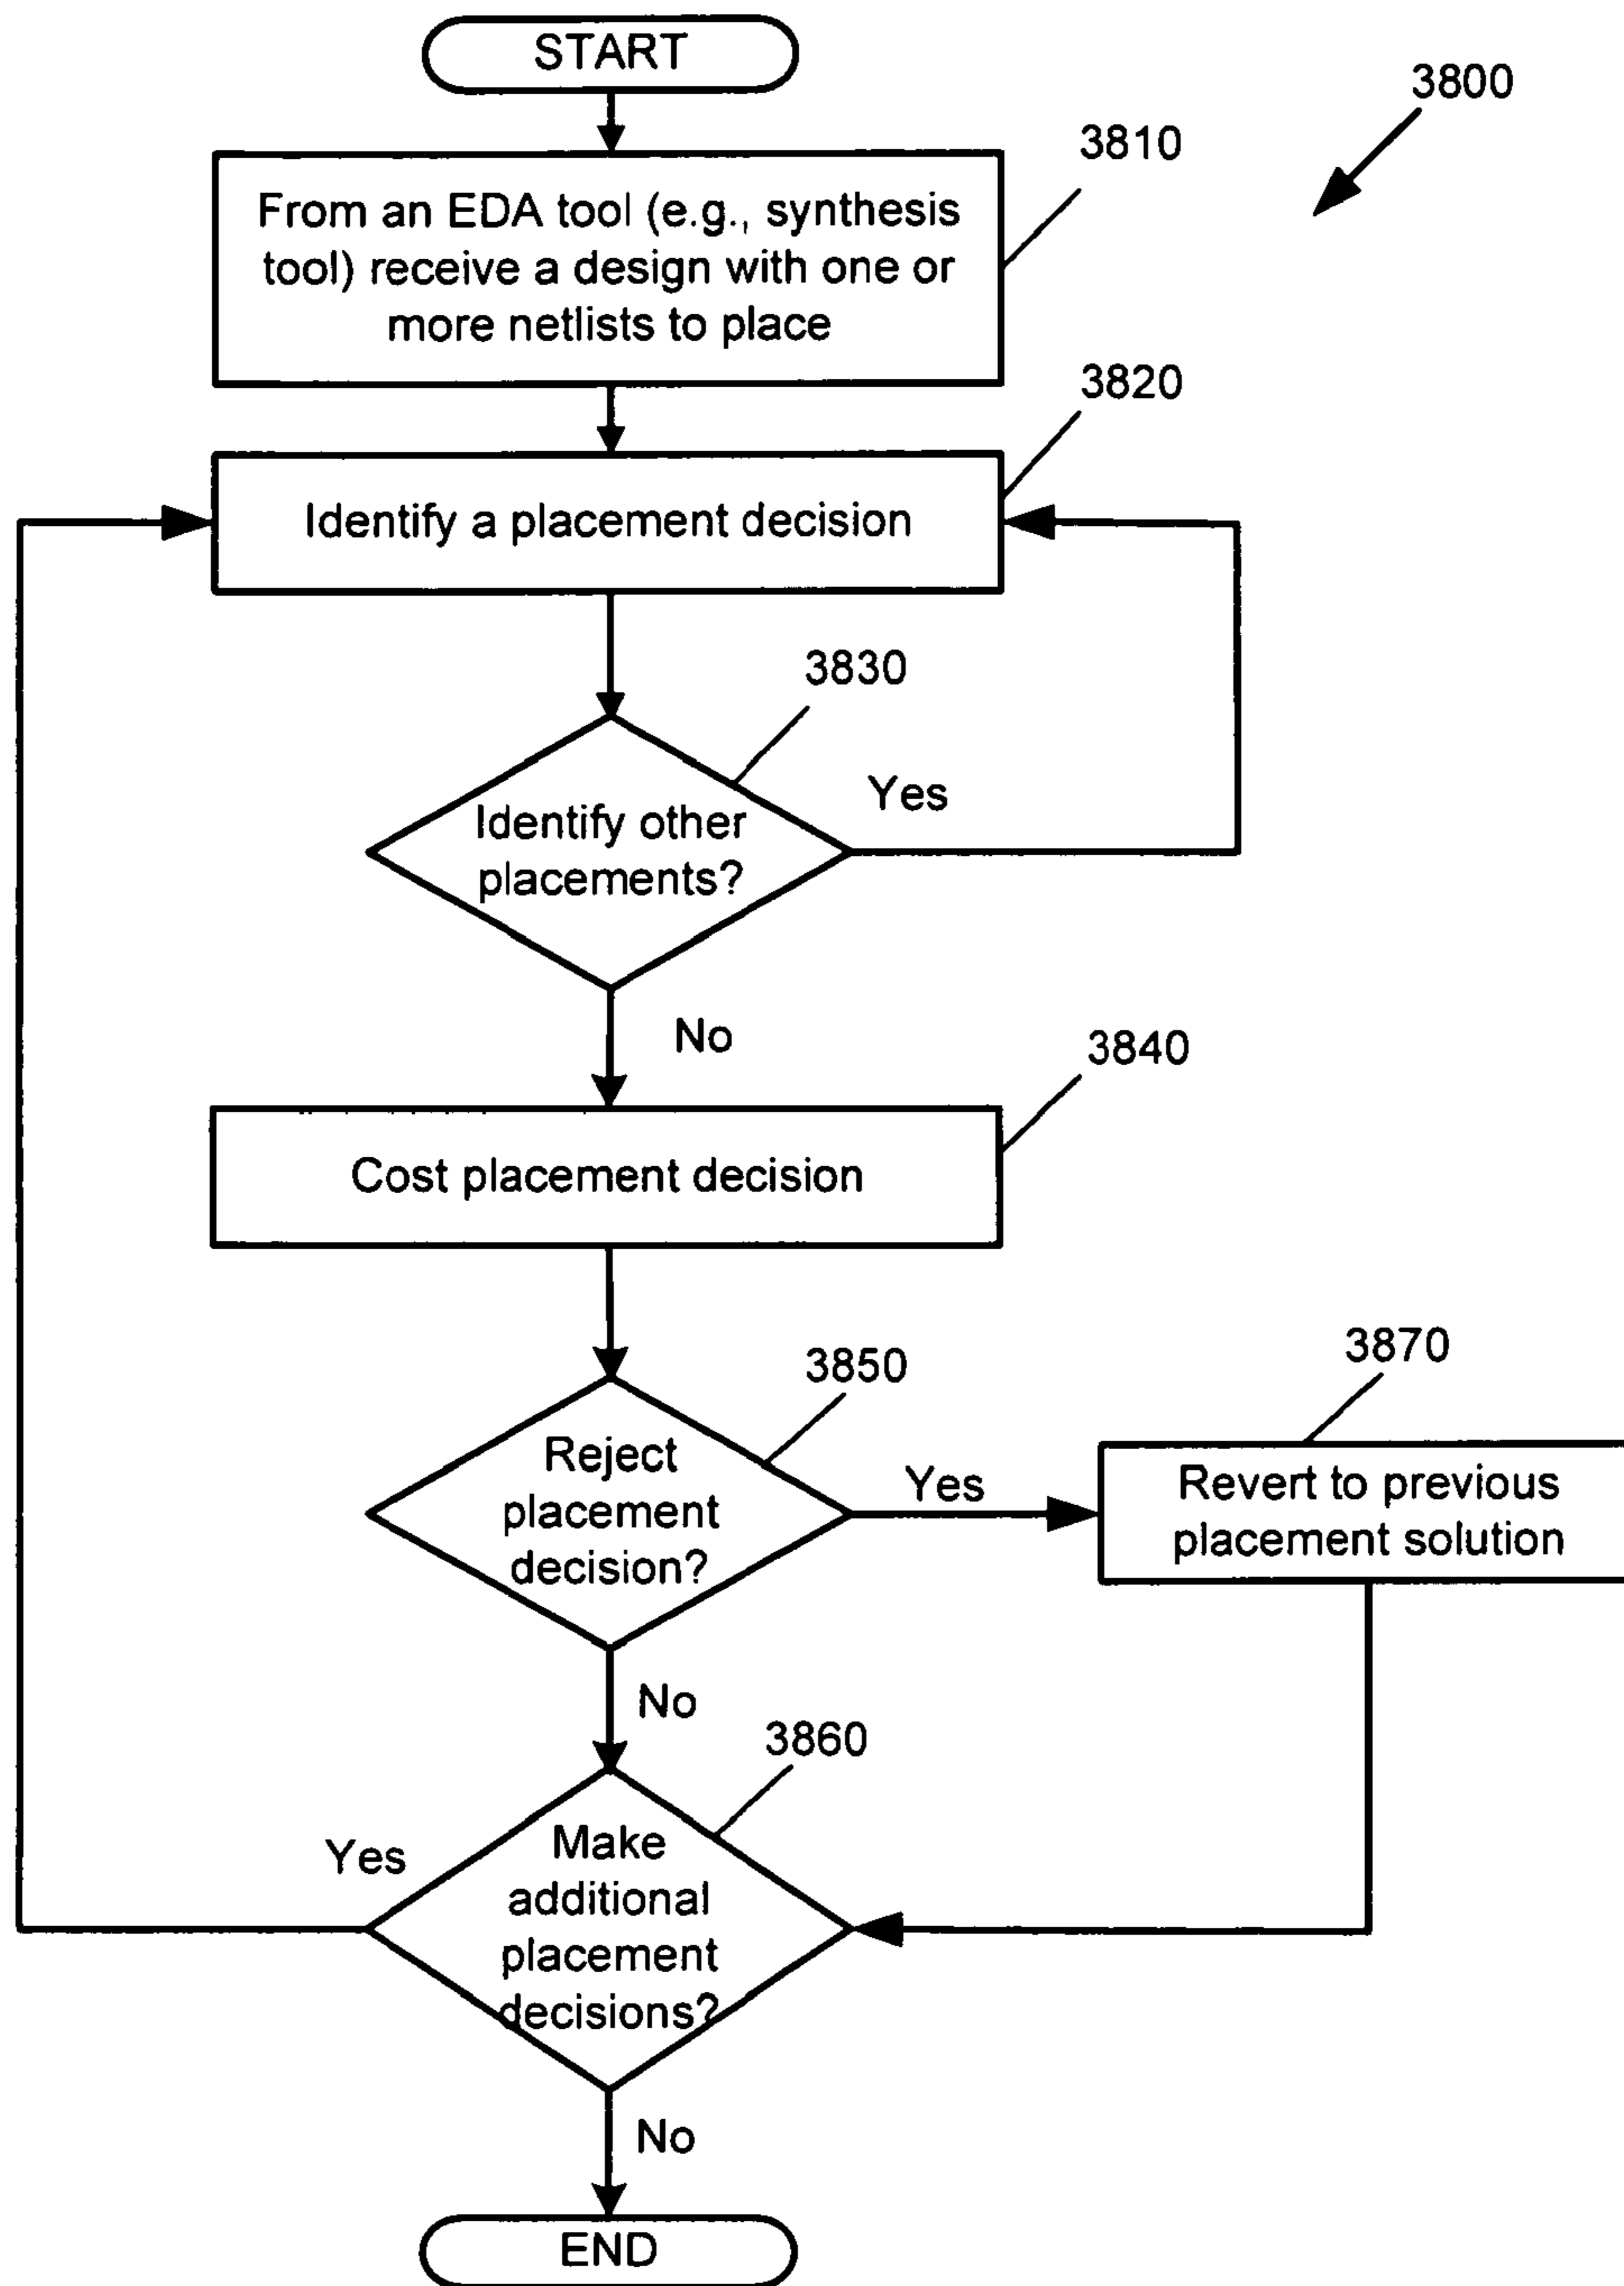 START
3800
3810
From an EDA tool (e.g., synthesis
tool) receive a design with one or
more netlists to place
3820
Identify a placement decision
3830
Identify other
placements?
Yes
No
3840
Cost placement decision
3850
Reject
placement
decision?
Yes
3870
Revert to previous
placement solution
No
3860
Make
additional
placement
decisions?
Yes
No
END